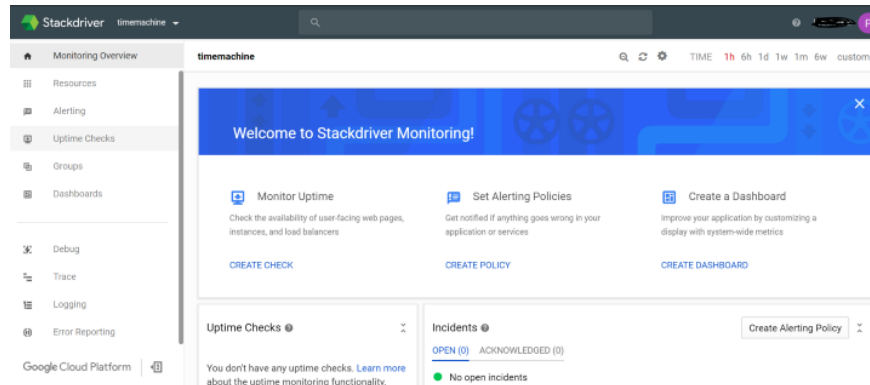 Stackdriver timemachine
Monitoring Overview
Resources
Alerting
Uptime Checks
Groups
Dashboards
Debug
Trace
Logging
Error Reporting
Google Cloud Platform
timemachine
TIME 1h 6h 1d 1w 1m 6w custom
Welcome to Stackdriver Monitoring!
Monitor Uptime
Check the availability of user-facing web pages,
instances, and load balancers
CREATE CHECK
Set Alerting Policies
Get notified if anything goes wrong in your
application or services
CREATE POLICY
Create a Dashboard
Improve your application by customizing a
display with system-wide metrics
CREATE DASHBOARD
Uptime Checks
You don't have any uptime checks. Learn more
about the uptime monitoring functionality.
Incidents
Create Alerting Policy
OPEN (0) ACKNOWLEDGED (0)
No open incidents